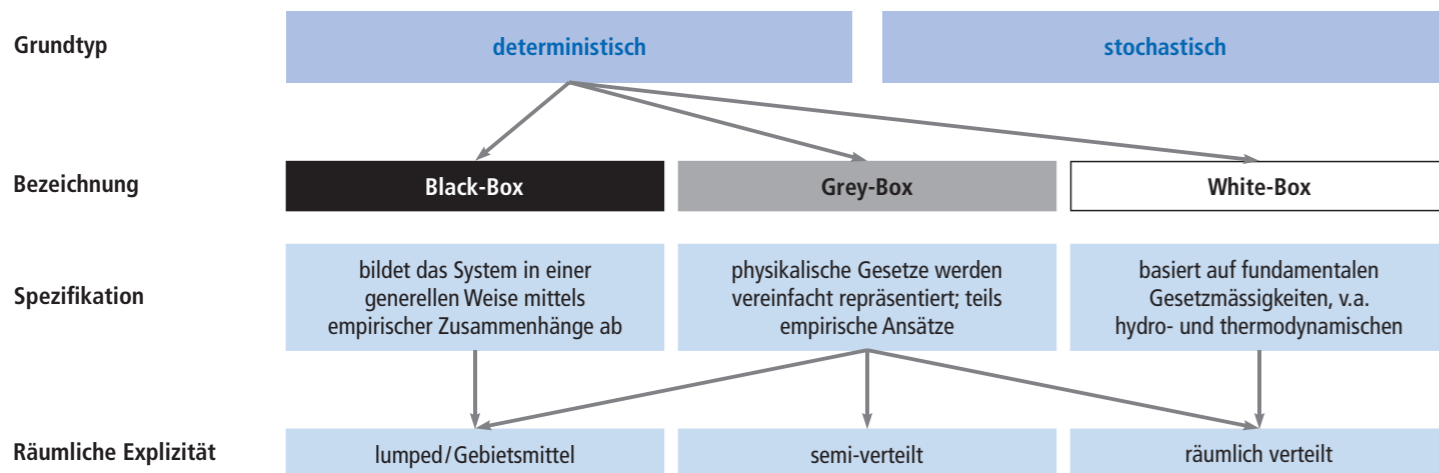 Grundtyp
deterministisch
stochastisch
Bezeichnung
Black-Box
Grey-Box
White-Box
Spezifikation
bildet das System in einer
generellen Weise mittels
empirischer Zusammenhänge ab
physikalische Gesetze werden
vereinfacht repräsentiert; teils
empirische Ansätze
basiert auf fundamentalen
Gesetzmässigkeiten, v.a.
hydro- und thermodynamischen
Räumliche Explizität
lumped/Gebietsmittel
semi-verteilt
räumlich verteilt